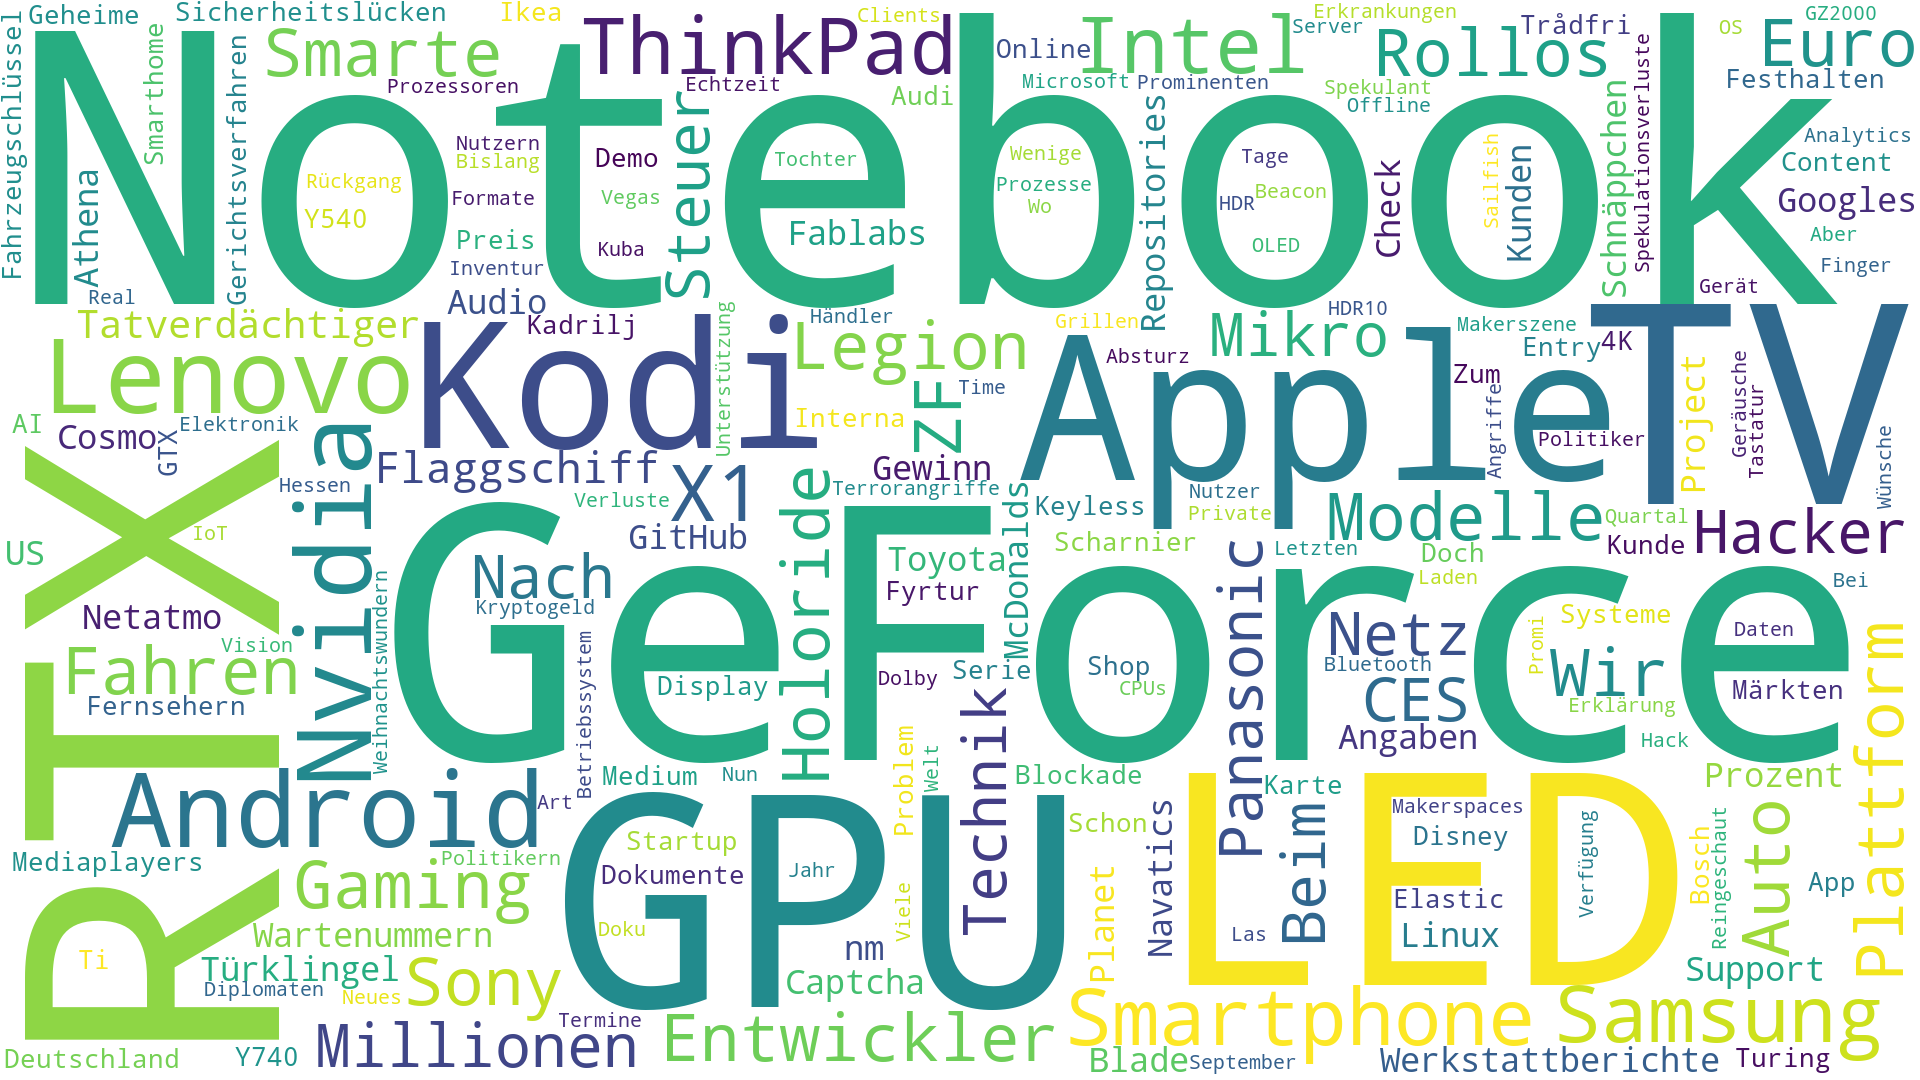 Geheime
Sicherheitslücken
Ikea
Clients
Erkrankungen
Trådfri
OS
GZ2000
Fahrzeugschlüssel
Notebook
Smarte
ThinkPad
Online
Intel
Server
Rollos
Euro
Smarthome
Gerichtsverfahren
Prozessoren
Echtzeit
Audi
Microsoft
Prominenten
Spekulant
Offline
Festhalten
Steuer
Repositories
Schnäppchen
Spekulationsverluste
Nutzern
Bislang
Demo
Tochter
Wenige
Tage
Sailfish
Kunden
Check
Analytics
Content
Athena
Rückgang
Y540
Formate
Vegas
Prozesse
Wo
HDR
Beacon
Googles
Preis
Kuba
Fablabs
OLED
Aber
Inventur
Finger
Real
Audio
Gerät
Tatverdächtiger
Kadrilj
Händler
Grillen
HDR10
Makerszene
4K
TV
Lenovo
Kodi
Unterstützung
Legion
Mikro
Absturz
Entry
Zum
Project
Geräusche
Tastatur
ZF
Time
Apple
Angriffe
AI
Cosmo
GTX
Elektronik
Interna
Politiker
Wünsche
RTX
Nvidia
Flaggschiff
X1
Gewinn
Hessen
Verluste
Terrorangriffe
Nutzer
Private
Keyless
Modelle
Quartal
Hacker
US
IoT
GitHub
Holoride
McDonalds
Scharnier
Letzten
Doch
Kunde
GeForce
Nach
Toyota
Fyrtur
Panasonic
Laden
Bei
Netatmo
Kryptogeld
Weihnachtswundern
Vision
Fahren
Fernsehern
Betriebssystem
Display
Dolby
Serie
Shop
CPUs
Netz
Bluetooth
CES
Promi
Systeme
Wir
Daten
Märkten
Erklärung
Plattform
Angaben
Hack
Android
Art
Medium
Nun
Problem
Welt
Technik
Blockade
Karte
Prozent
Mediaplayers
GPU
LED
Schon
Navatics
Beim
Makerspaces
Disney
Verfügung
Bosch
Reingeschaut
Auto
Politikern
Startup
Gaming
Dokumente
Jahr
Viele
Planet
Elastic
App
Wartenummern
Doku
nm
Las
Linux
Ti
Türklingel
Diplomaten
Neues
Sony
Captcha
Support
Termine
Smartphone
Samsung
Deutschland
Y740
Millionen
Entwickler
Blade
September
Werkstattberichte
Turing